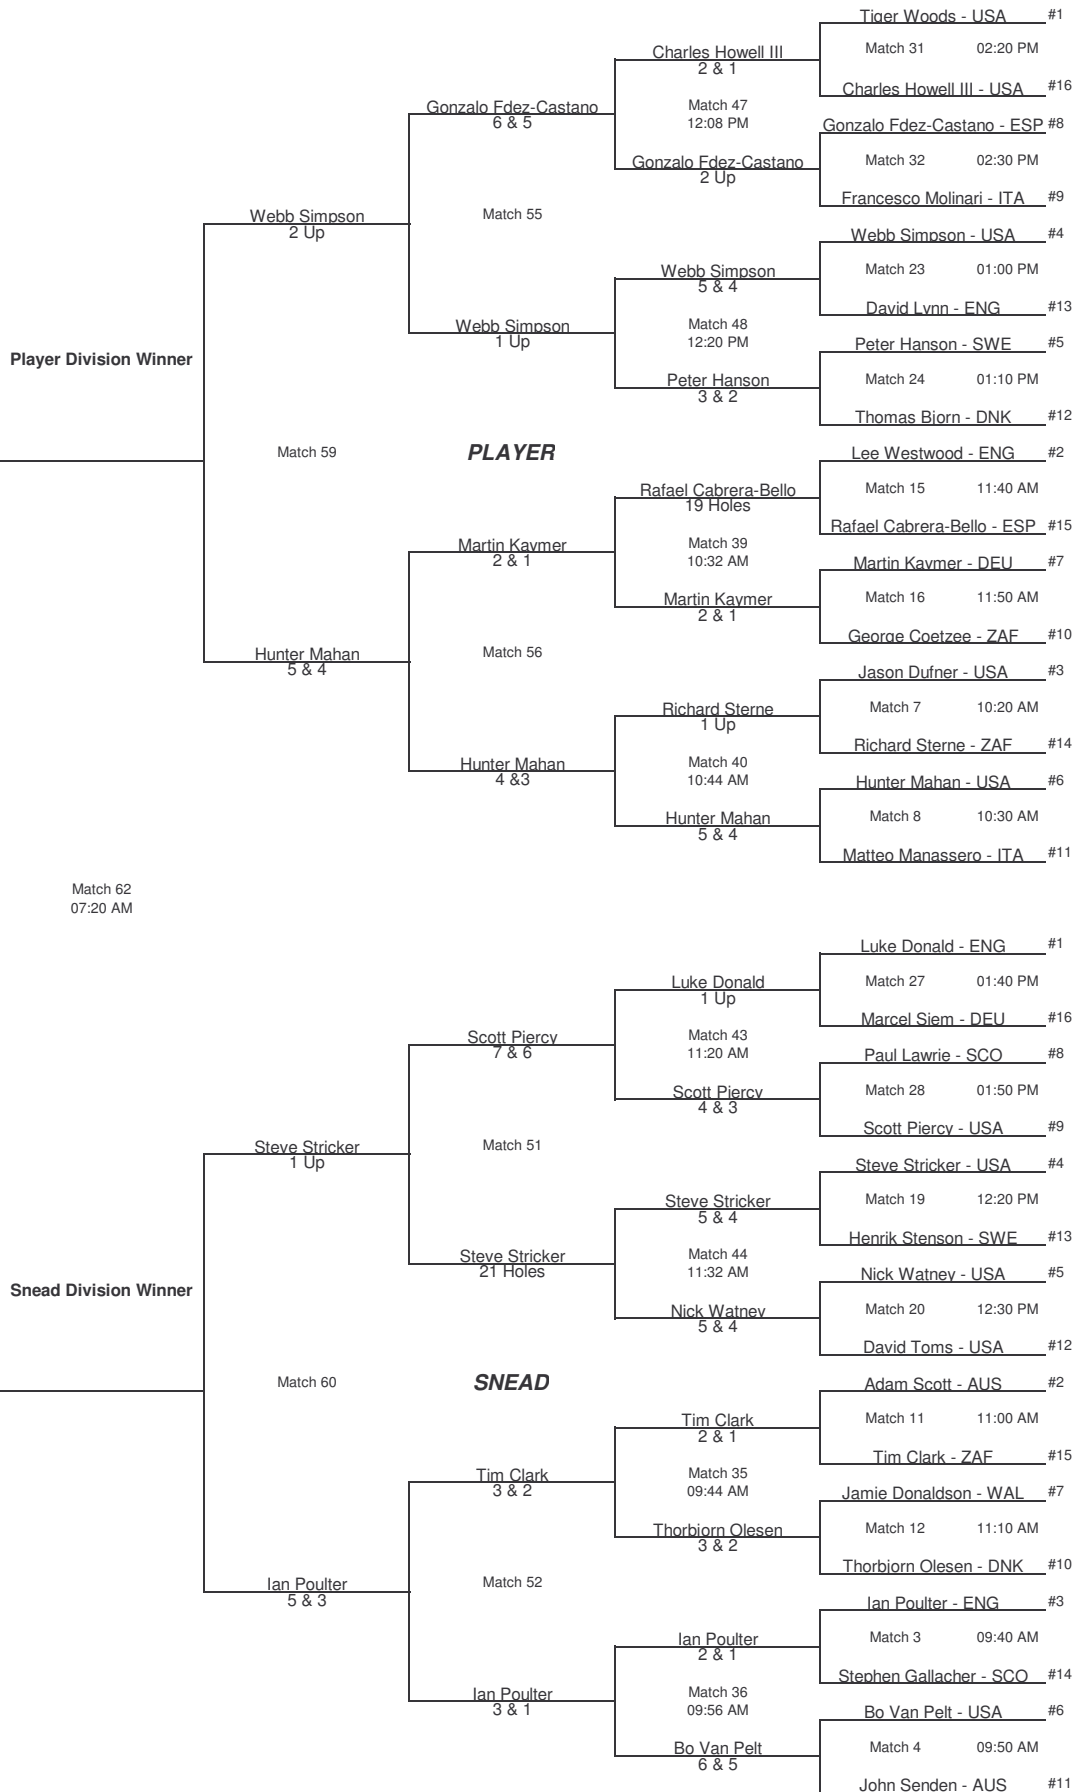 Tiger Woods - USA #1
Charles Howell III
2 & 1
Match 31 02:20 PM
Charles Howell III - USA #16
Gonzalo Fdez-Castano
6 & 5
Match 47
12:08 PM
Gonzalo Fdez-Castano - ESP #8
Gonzalo Fdez-Castano
2 Up
Match 32 02:30 PM
Francesco Molinari - ITA #9
Webb Simpson
2 Up
Match 55
Webb Simpson - USA #4
Webb Simpson
5 & 4
Match 23 01:00 PM
David Lynn - ENG #13
Webb Simpson
1 Up
Match 48
12:20 PM
Player Division Winner
Peter Hanson - SWE #5
Peter Hanson
3 & 2
Match 24 01:10 PM
Thomas Bjorn - DNK #12
Match 59
PLAYER
Lee Westwood - ENG #2
Rafael Cabrera-Bello
19 Holes
Match 15 11:40 AM
Rafael Cabrera-Bello - ESP #15
Martin Kaymer
2 & 1
Match 39
10:32 AM
Martin Kaymer - DEU #7
Martin Kaymer
2 & 1
Match 16 11:50 AM
George Coetzee - ZAF #10
Hunter Mahan
5 & 4
Match 56
Jason Dufner - USA #3
Richard Sterne
1 Up
Match 7 10:20 AM
Richard Sterne - ZAF #14
Hunter Mahan
4 &3
Match 40
10:44 AM
Hunter Mahan - USA #6
Hunter Mahan
5 & 4
Match 8 10:30 AM
Matteo Manassero - ITA #11
Match 62
07:20 AM
Luke Donald - ENG #1
Luke Donald
1 Up
Match 27 01:40 PM
Marcel Siem - DEU #16
Scott Piercy
7 & 6
Match 43
11:20 AM
Paul Lawrie - SCO #8
Scott Piercy
4 & 3
Match 28 01:50 PM
Scott Piercy - USA #9
Steve Stricker
1 Up
Match 51
Steve Stricker - USA #4
Steve Stricker
5 & 4
Match 19 12:20 PM
Henrik Stenson - SWE #13
Steve Stricker
21 Holes
Match 44
11:32 AM
Snead Division Winner
Nick Watney - USA #5
Nick Watney
5 & 4
Match 20 12:30 PM
David Toms - USA #12
Match 60
SNEAD
Adam Scott - AUS #2
Tim Clark
2 & 1
Match 11 11:00 AM
Tim Clark - ZAF #15
Tim Clark
3 & 2
Match 35
09:44 AM
Jamie Donaldson - WAL #7
Thorbjorn Olesen
3 & 2
Match 12 11:10 AM
Thorbjorn Olesen - DNK #10
Ian Poulter
5 & 3
Match 52
Ian Poulter - ENG #3
Ian Poulter
2 & 1
Match 3 09:40 AM
Stephen Gallacher - SCO #14
Ian Poulter
3 & 1
Match 36
09:56 AM
Bo Van Pelt - USA #6
Bo Van Pelt
6 & 5
Match 4 09:50 AM
John Senden - AUS #11